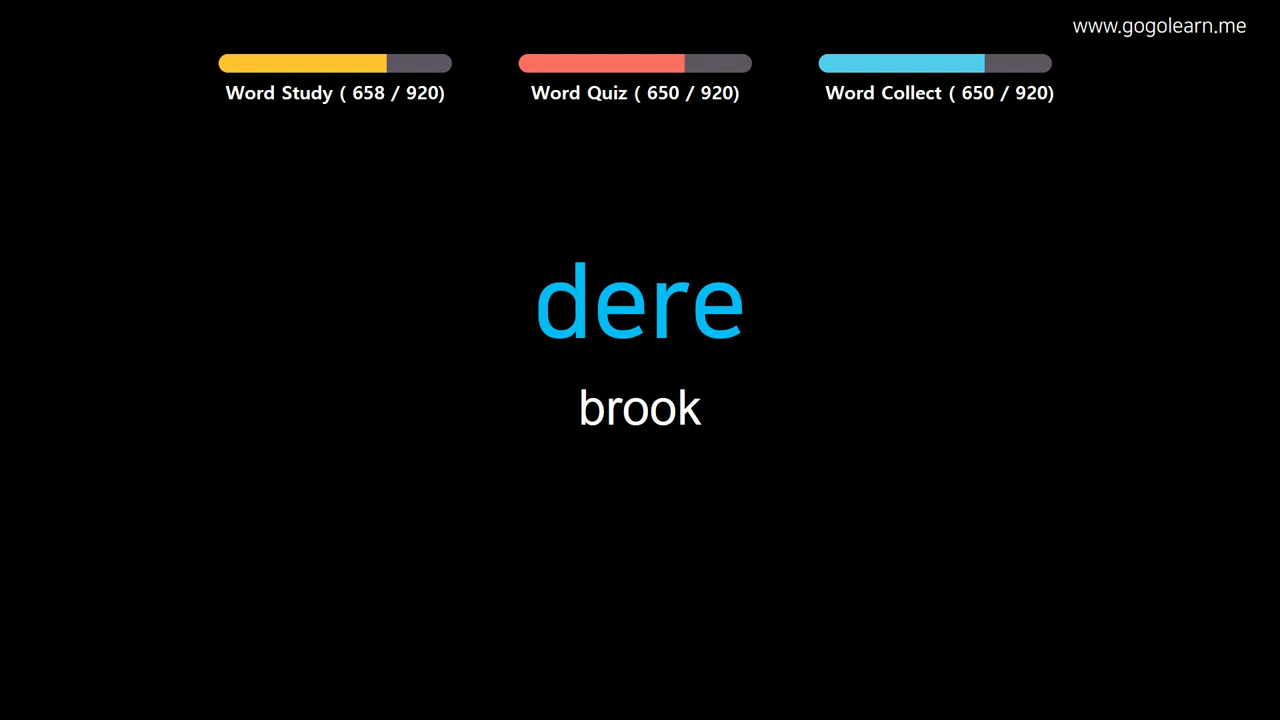 www.gogolearn.me
Word Study ( 658 / 920)
Word Quiz ( 650 / 920)
Word Collect ( 650 / 920)
dere
brook